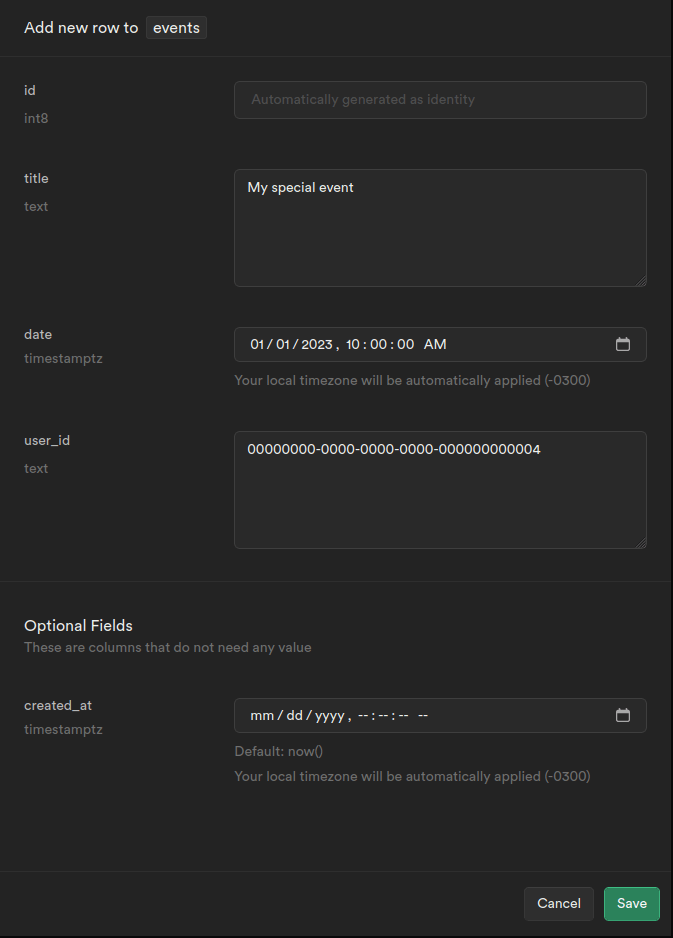 Add new row to events
id
int8
Automatically generated as identity
title
text
My special event
date
timestamptz
01 / 01 / 2023 , 10 : 00 : 00 AM
Your local timezone will be automatically applied (-0300)
user_id
text
00000000-0000-0000-0000-000000000004
Optional Fields
These are columns that do not need any value
created_at
timestamptz
mm / dd / yyyy , -- : -- : -- --
Default: now()
Your local timezone will be automatically applied (-0300)
Cancel Save